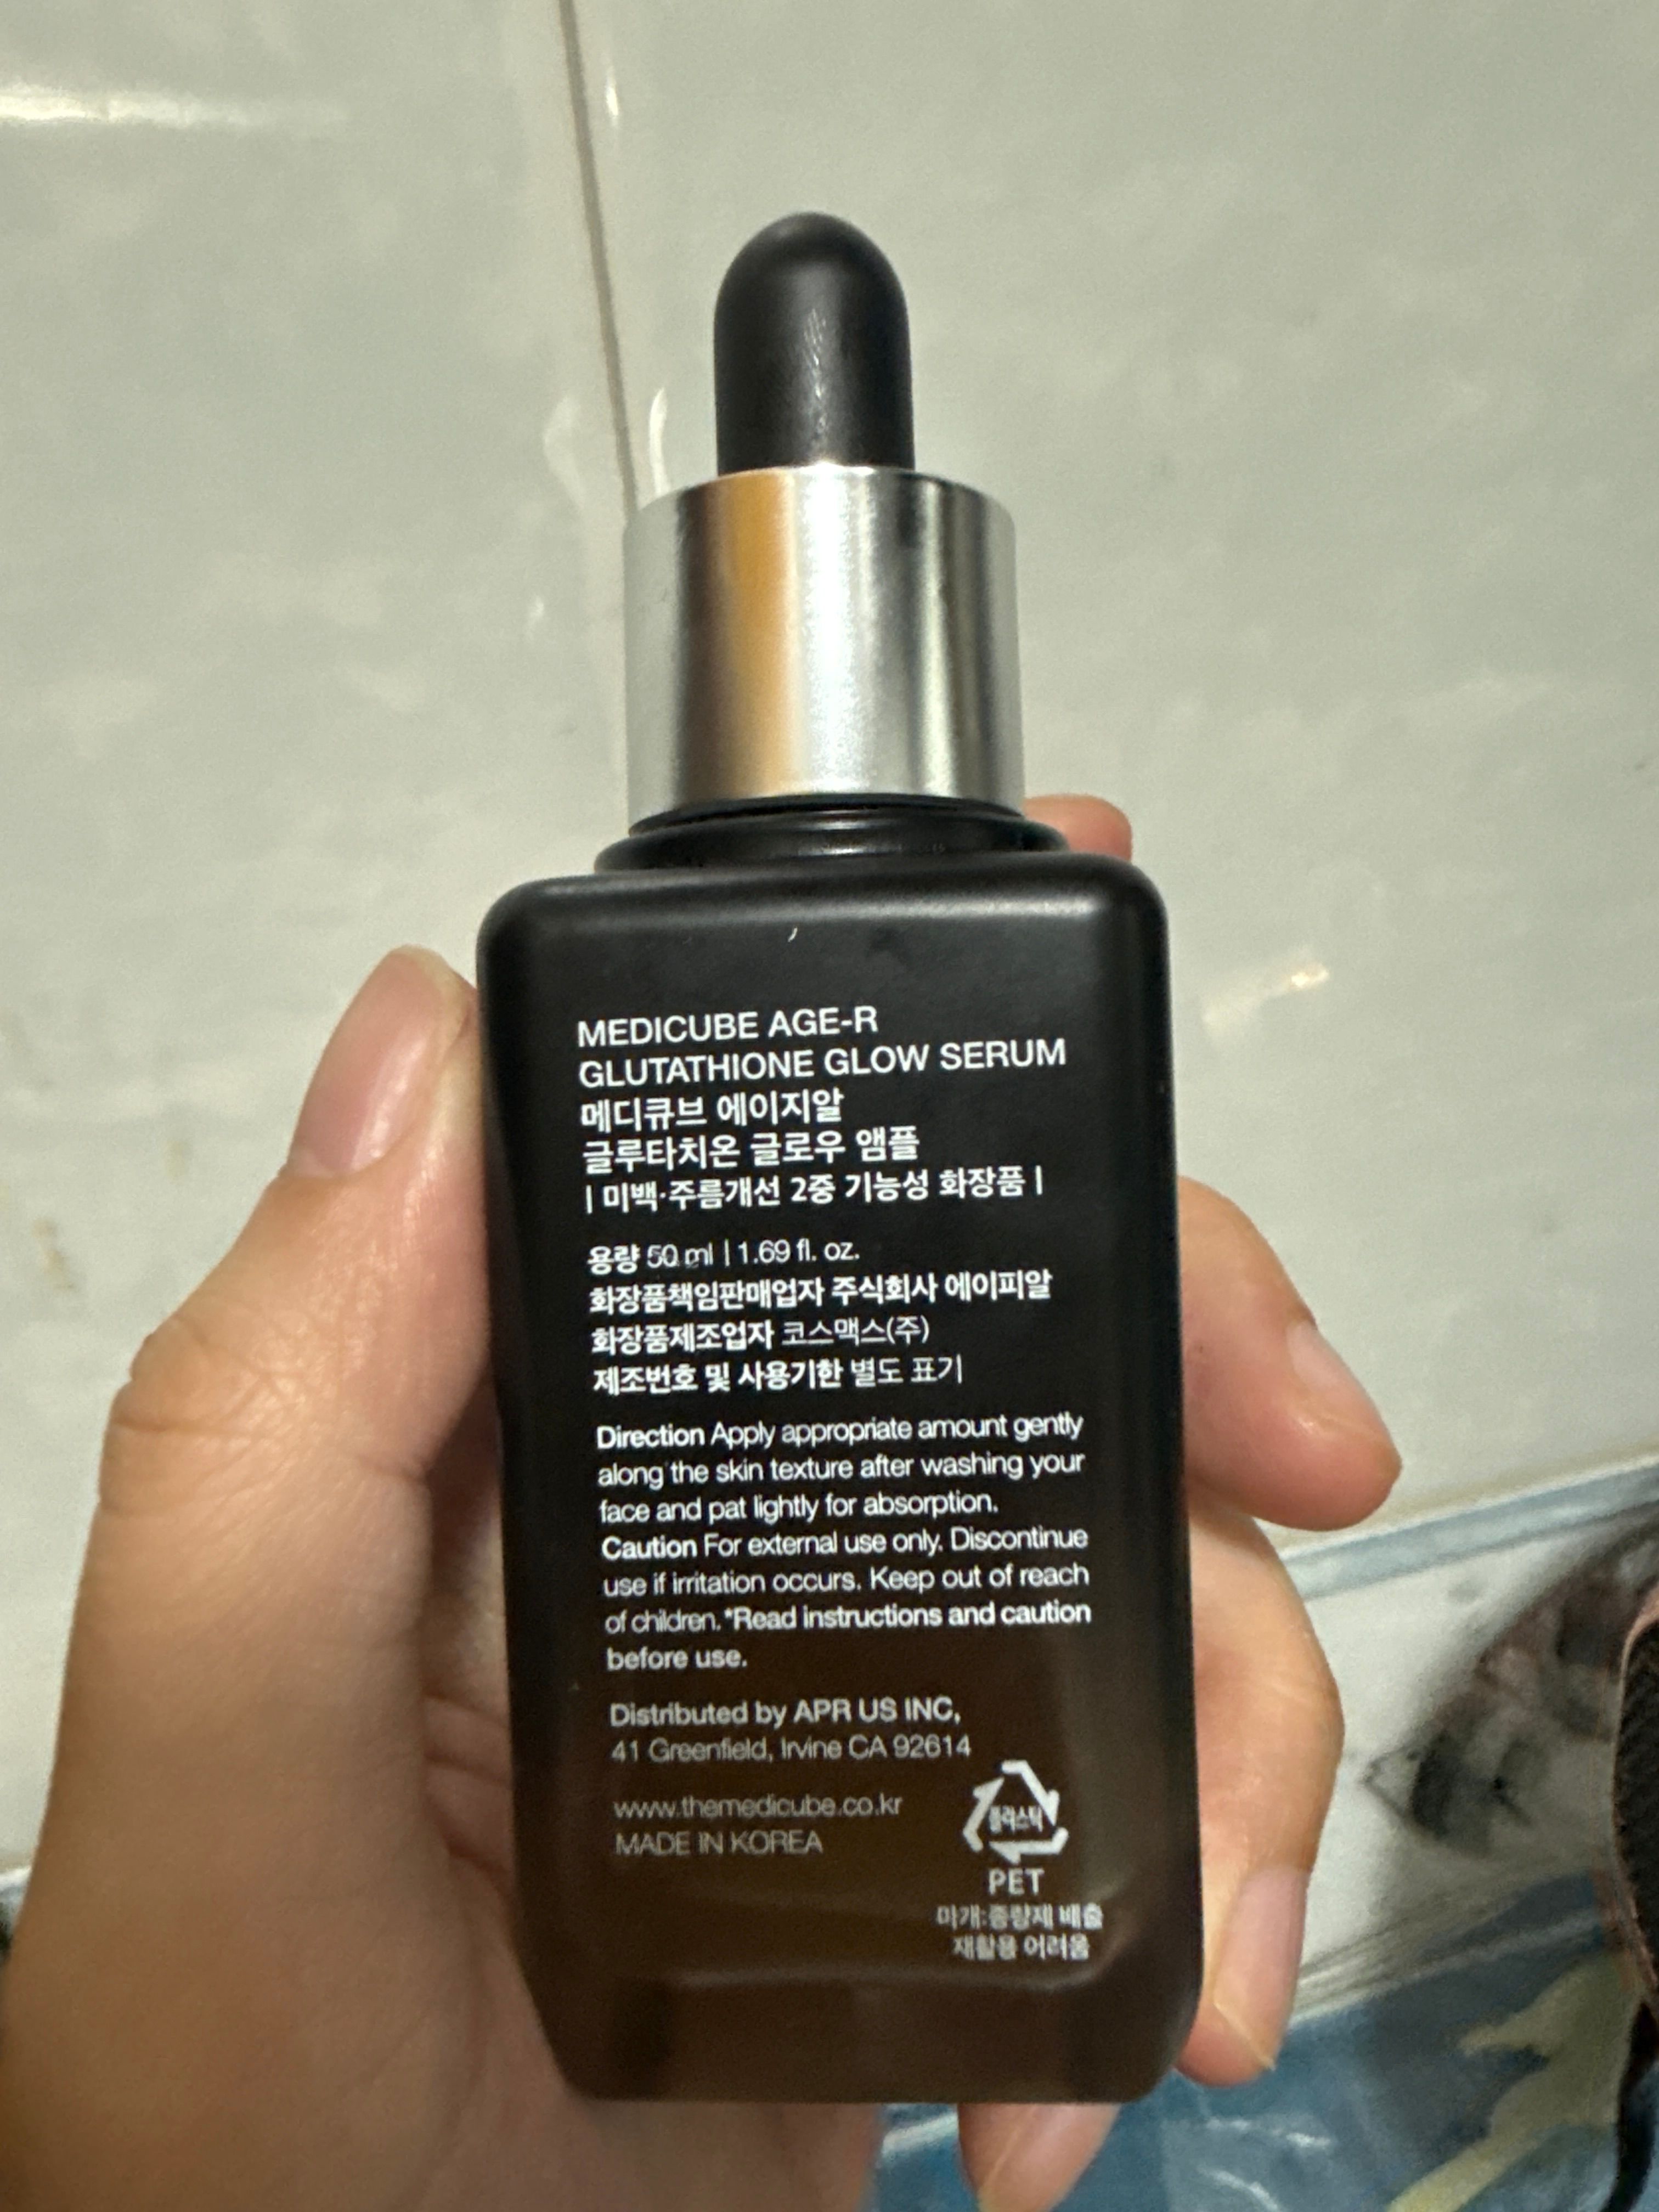 MEDICUBE AGE-R
GLUTATHIONE GLOW SERUM
메디큐브 에이지알
글루타치온 글로우 앰플
| 미백·주름개선 2중 기능성 화장품 |
용량 50 ml | 1.69 fl. oz.
화장품책임판매업자 주식회사 에이피알
화장품제조업자 코스맥스(주)
제조번호 및 사용기한 별도 표기
Direction Apply appropriate amount gently
along the skin texture after washing your
face and pat lightly for absorption.
Caution For external use only. Discontinue
use if irritation occurs. Keep out of reach
of children. *Read instructions and caution
before use.
Distributed by APR US INC,
41 Greenfield, Irvine CA 92614
www.themedicube.co.kr
MADE IN KOREA
플라스틱
PET
마개:종량제 배출
재활용 어려움